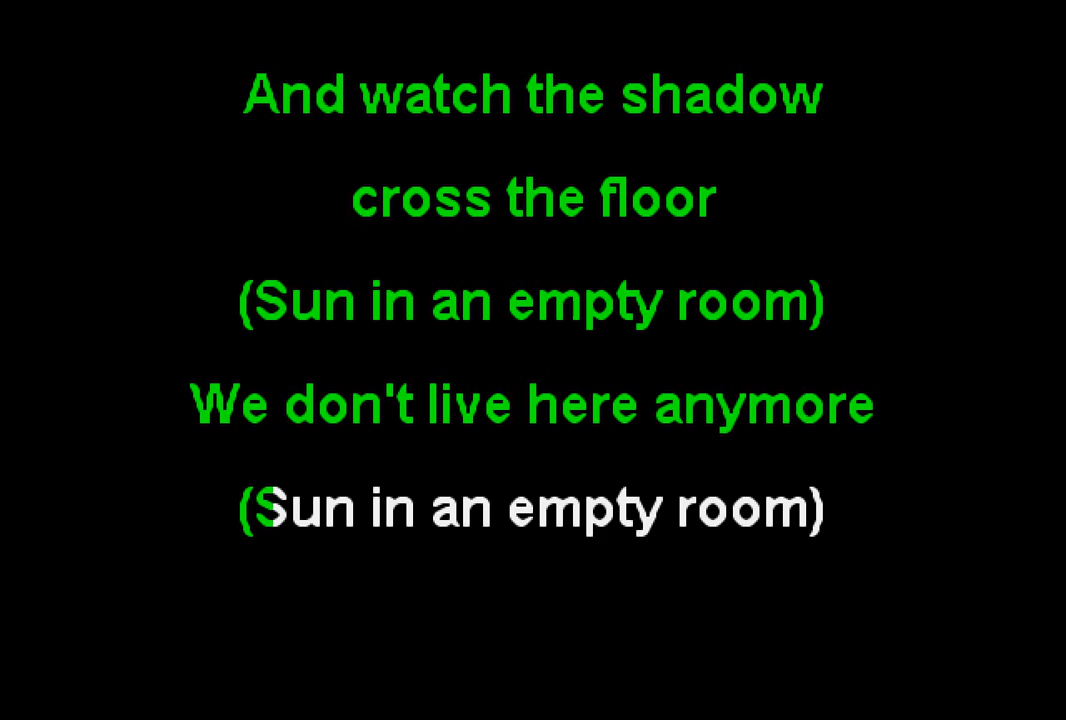 And watch the shadow
cross the floor
(Sun in an empty room)
We don't live here anymore
(Sun in an empty room)